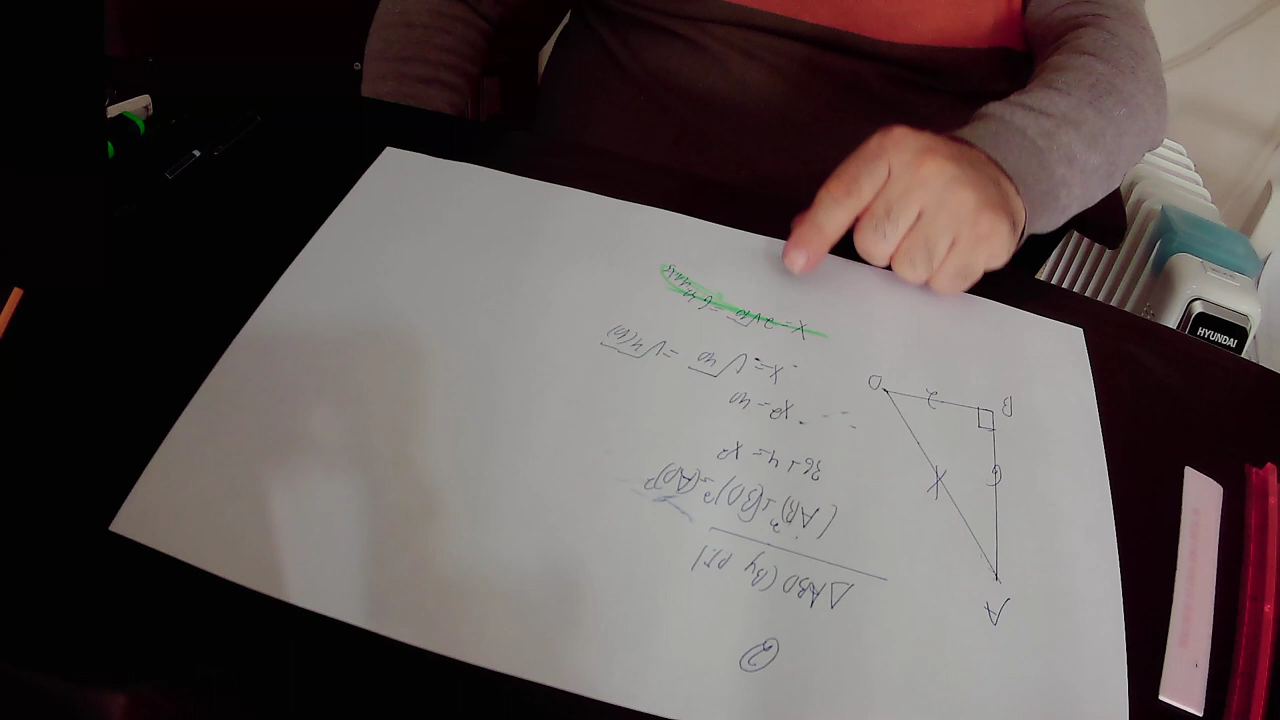 ②
ΔABD (By P.T)
(AB)²+(BD)²=(AD)²
36+4=x²
x²=40
x=√40 =√4(10)
x=2√10 =6
A
6
x
B
2
D
HYUNDAI